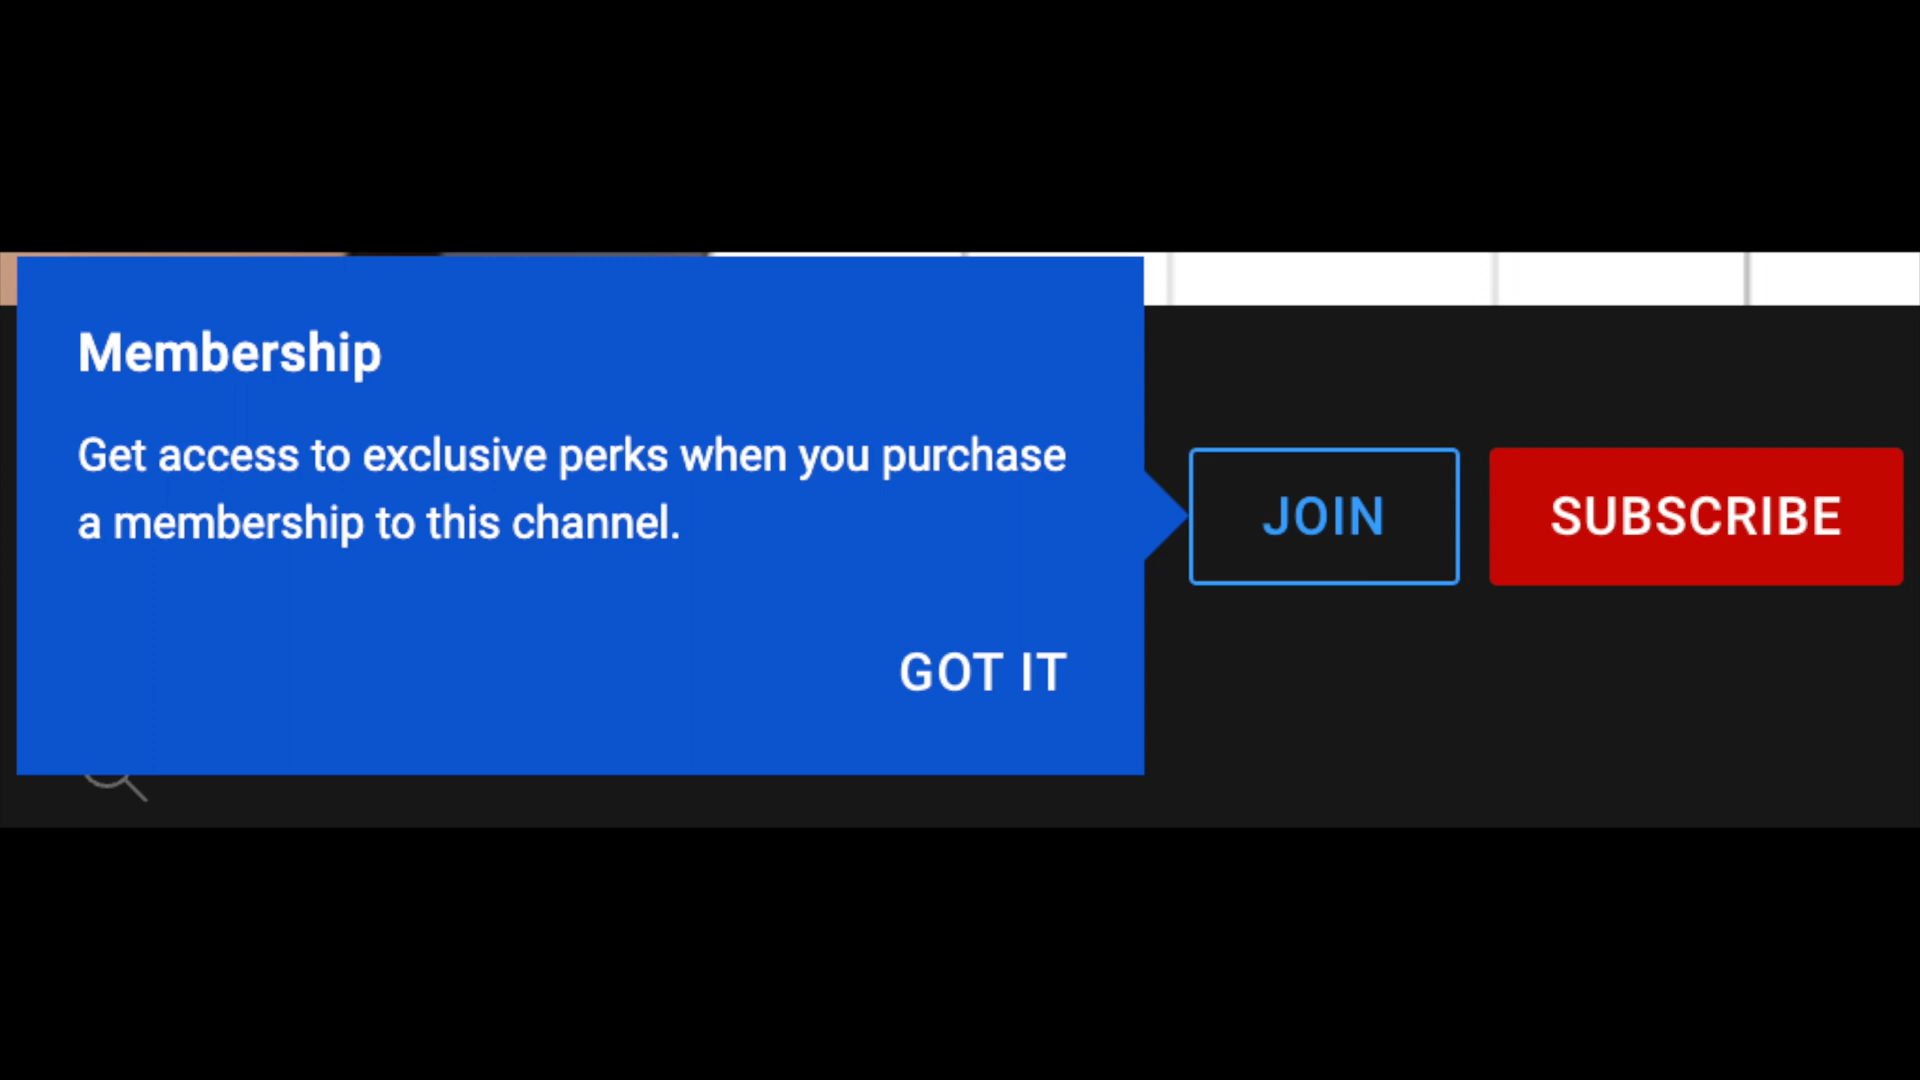 Membership
Get access to exclusive perks when you purchase
a membership to this channel.
GOT IT
JOIN
SUBSCRIBE